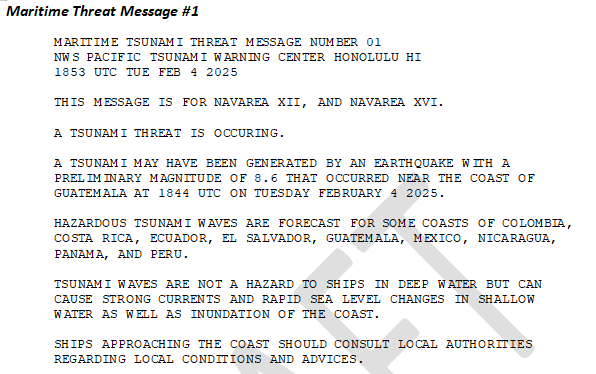 Maritime Threat Message #1
MARITIME TSUNAMI THREAT MESSAGE NUMBER 01
NWS PACIFIC TSUNAMI WARNING CENTER HONOLULU HI
1853 UTC TUE FEB 4 2025
THIS MESSAGE IS FOR NAVAREA XII, AND NAVAREA XVI.
A TSUNAMI THREAT IS OCCURING.
A TSUNAMI MAY HAVE BEEN GENERATED BY AN EARTHQUAKE WITH A
PRELIMINARY MAGNITUDE OF 8.6 THAT OCCURRED NEAR THE COAST OF
GUATEMALA AT 1844 UTC ON TUESDAY FEBRUARY 4 2025.
HAZARDOUS TSUNAMI WAVES ARE FORECAST FOR SOME COASTS OF COLOMBIA,
COSTA RICA, ECUADOR, EL SALVADOR, GUATEMALA, MEXICO, NICARAGUA,
PANAMA, AND PERU.
TSUNAMI WAVES ARE NOT A HAZARD TO SHIPS IN DEEP WATER BUT CAN
CAUSE STRONG CURRENTS AND RAPID SEA LEVEL CHANGES IN SHALLOW
WATER AS WELL AS INUNDATION OF THE COAST.
SHIPS APPROACHING THE COAST SHOULD CONSULT LOCAL AUTHORITIES
REGARDING LOCAL CONDITIONS AND ADVICES.